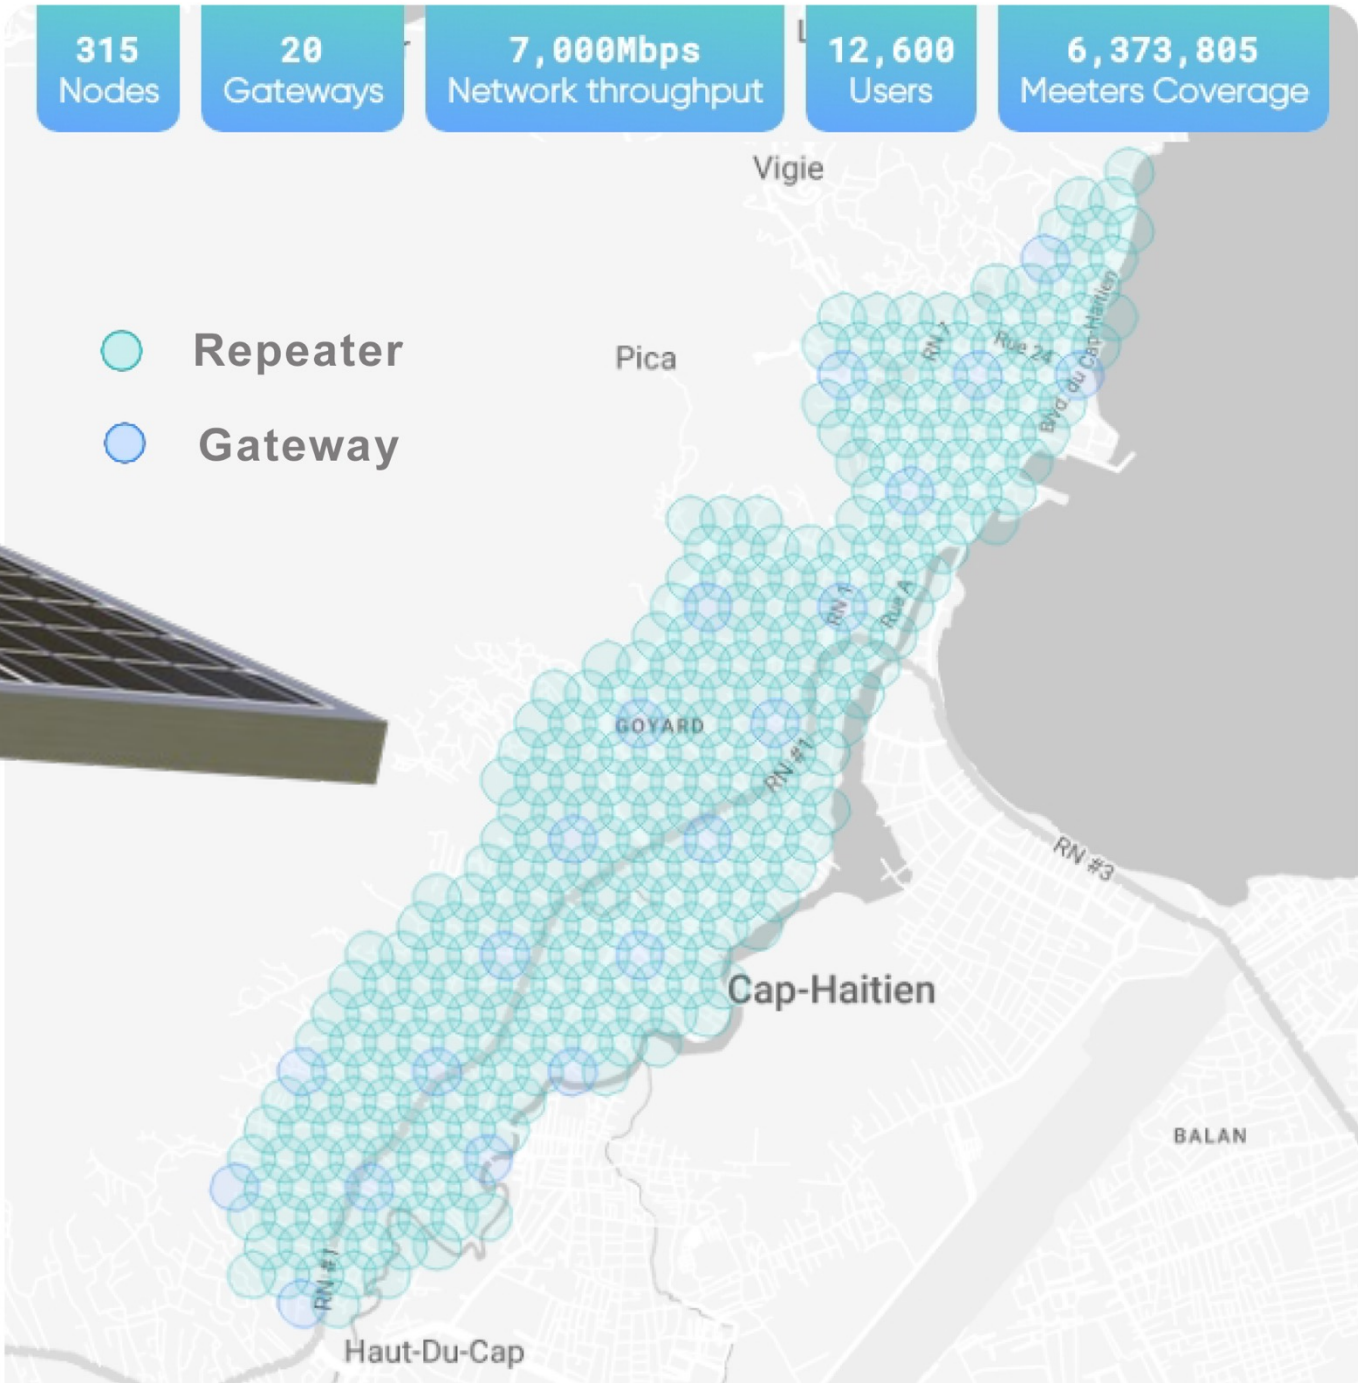 315
Nodes
20
Gateways
7,000Mbps
Network throughput
12,600
Users
6,373,805
Meeters Coverage
Vigie
Repeater
Pica
Gateway
RN 7
Rue 24
Blvd. du Cap-Haitien
RN 1
Rue A
GOYARD
RN #1
RN #3
Cap-Haitien
BALAN
RN #1
Haut-Du-Cap